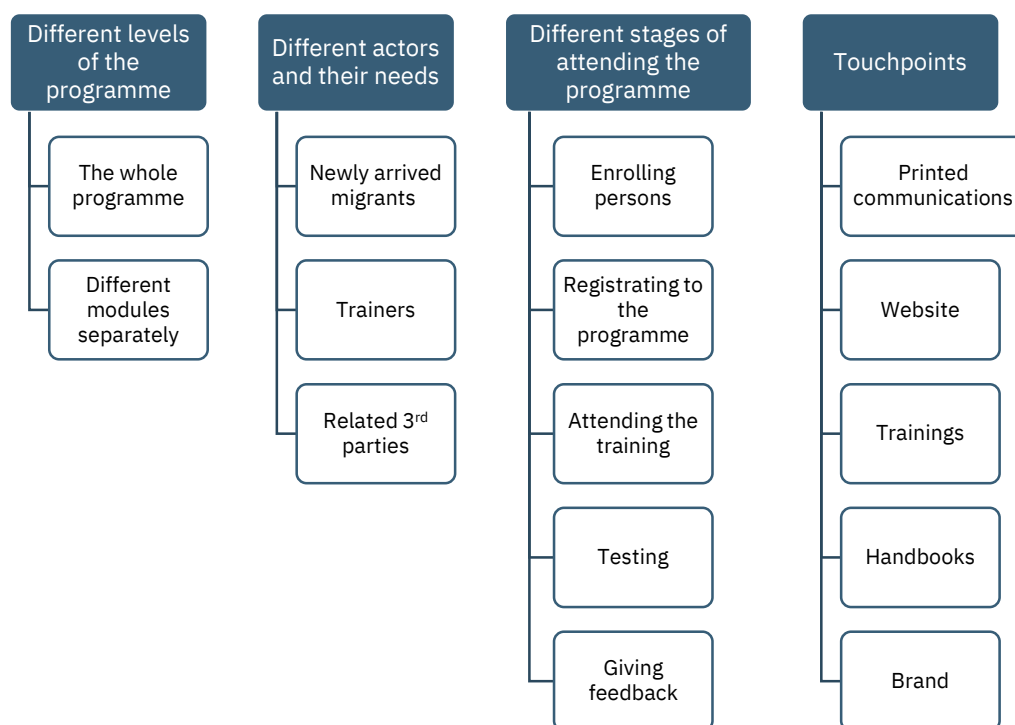 Different levels
of the
programme
The whole
programme
Different
modules
separately
Different actors
and their needs
Newly arrived
migrants
Trainers
Related 3rd
parties
Different stages of
attending the
programme
Enrolling
persons
Registrating to
the
programme
Attending the
training
Testing
Giving
feedback
Touchpoints
Printed
communications
Website
Trainings
Handbooks
Brand